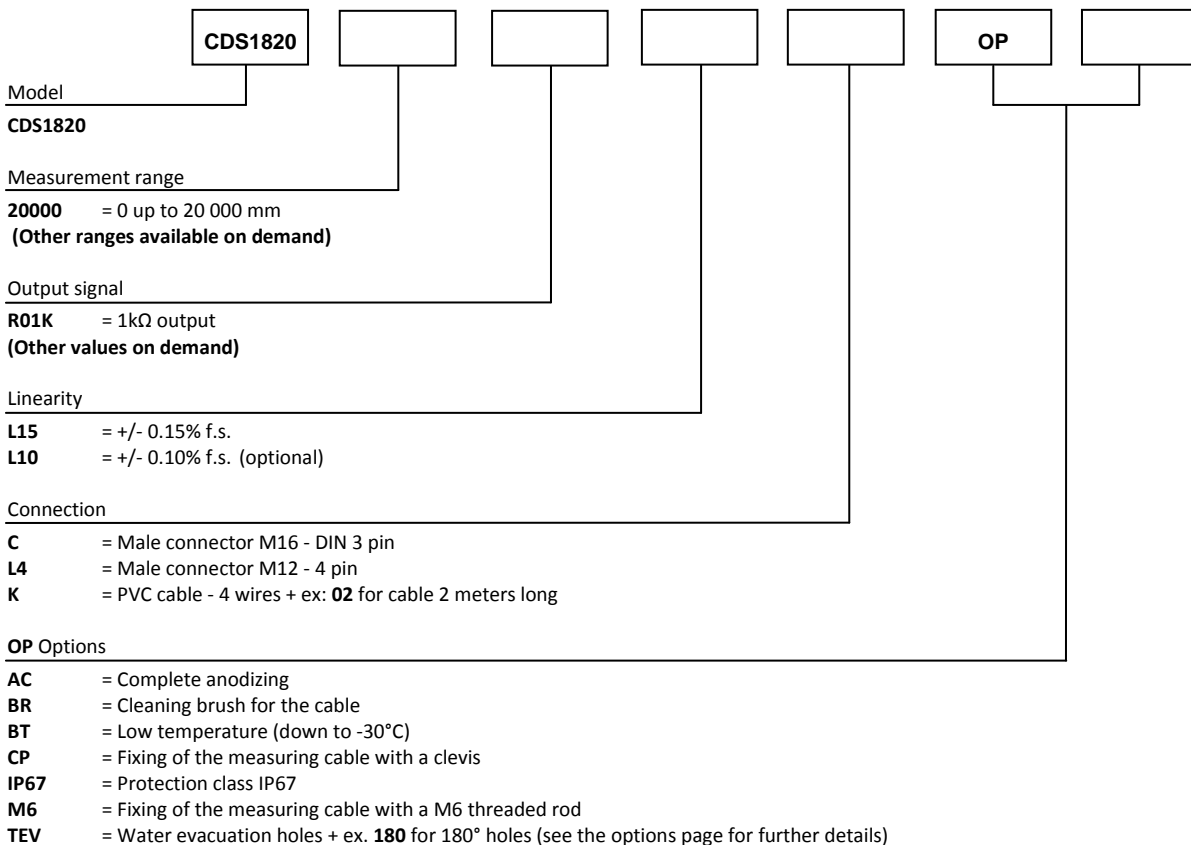 CDS1820 OP
Model
CDS1820
Measurement range
20000 = 0 up to 20 000 mm
(Other ranges available on demand)
Output signal
R01K = 1kΩ output
(Other values on demand)
Linearity
L15 = +/- 0.15% f.s.
L10 = +/- 0.10% f.s. (optional)
Connection
C = Male connector M16 - DIN 3 pin
L4 = Male connector M12 - 4 pin
K = PVC cable - 4 wires + ex: 02 for cable 2 meters long
OP Options
AC = Complete anodizing
BR = Cleaning brush for the cable
BT = Low temperature (down to -30°C)
CP = Fixing of the measuring cable with a clevis
IP67 = Protection class IP67
M6 = Fixing of the measuring cable with a M6 threaded rod
TEV = Water evacuation holes + ex. 180 for 180° holes (see the options page for further details)